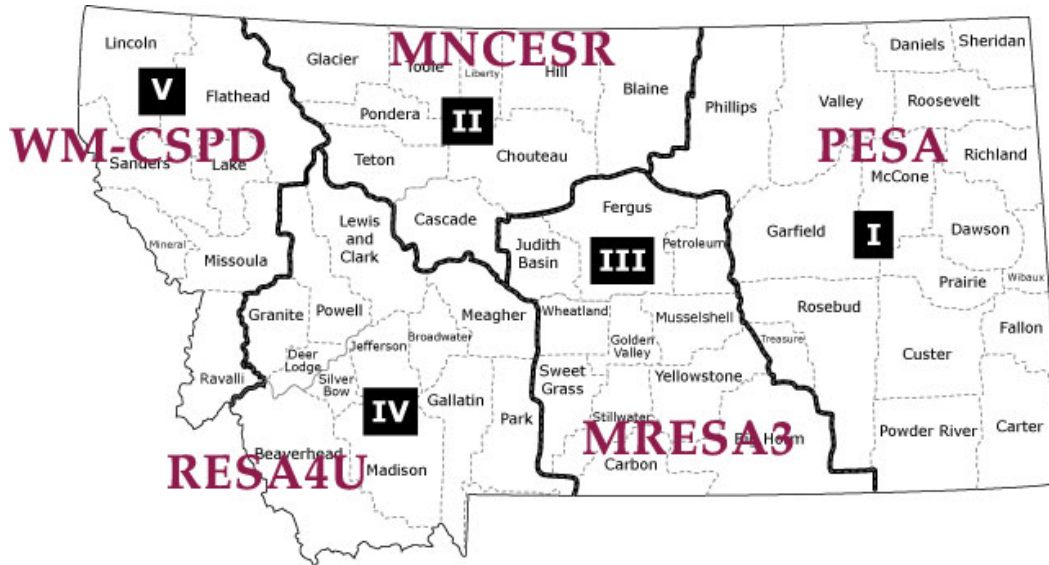 Lincoln
V
Flathead
WM-CSPD
Sanders
Lake
Mineral
Missoula
Ravalli
MNCESR
Glacier
Toole
Liberty
Hill
Blaine
Pondera
II
Teton
Chouteau
Cascade
PESA
Daniels
Sheridan
Phillips
Valley
Roosevelt
Richland
McCone
Garfield
I
Dawson
Prairie
Wibaux
Rosebud
Treasure
Fallon
Custer
Powder River
Carter
Fergus
Judith
Basin
III
Petroleum
Wheatland
Golden
Valley
Musselshell
Sweet
Grass
Yellowstone
Stillwater
MRESA3
Big Horn
Carbon
Lewis
and
Clark
Granite
Powell
Meagher
Broadwater
Jefferson
Deer
Lodge
Silver
Bow
IV
Gallatin
Park
Beaverhead
RESA4U
Madison